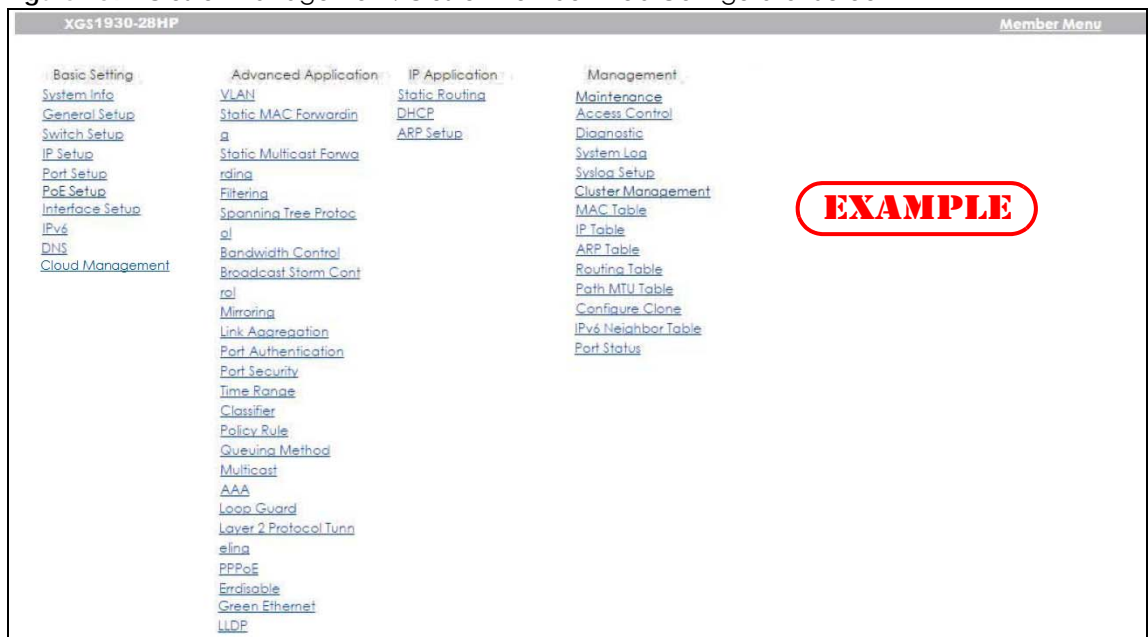 XGS1930-28HP
Member Menu
Basic Setting
System Info
General Setup
Switch Setup
IP Setup
Port Setup
PoE Setup
Interface Setup
IPv6
DNS
Cloud Management
Advanced Application
VLAN
Static MAC Forwardin
g
Static Multicast Forwa
rding
Filtering
Spanning Tree Protoc
ol
Bandwidth Control
Broadcast Storm Cont
rol
Mirroring
Link Aggregation
Port Authentication
Port Security
Time Range
Classifier
Policy Rule
Queuing Method
Multicast
AAA
Loop Guard
Layer 2 Protocol Tunn
eling
PPPoE
Errdisable
Green Ethernet
LLDP
IP Application
Static Routing
DHCP
ARP Setup
Management
Maintenance
Access Control
Diagnostic
System Log
Syslog Setup
Cluster Management
MAC Table
IP Table
ARP Table
Routing Table
Path MTU Table
Configure Clone
IPv6 Neighbor Table
Port Status
EXAMPLE